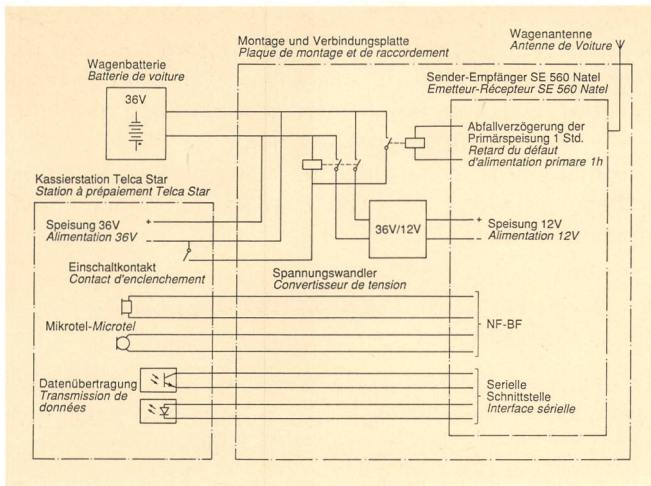 Wagenantenne
Antenne de Voiture
Montage und Verbindungsplatte
Plaque de montage et de raccordement
Wagenbatterie
Batterie de voiture
36V
Sender-Empfänger SE 560 Natel
Emetteur-Récepteur SE 560 Natel
Abfallverzögerung der
Primärspeisung 1 Std.
Retard du défaut
d'alimentation primare 1h
Kassierstation Telca Star
Station à prépaiement Telca Star
Speisung 36V
Alimentation 36V
+
–
36V/12V
+
–
Speisung 12V
Alimentation 12V
Einschaltkontakt
Contact d'enclenchement
Spannungswandler
Convertisseur de tension
Mikrotel-Microtel
NF-BF
Datenübertragung
Transmission de
données
Serielle
Schnittstelle
Interface sérielle